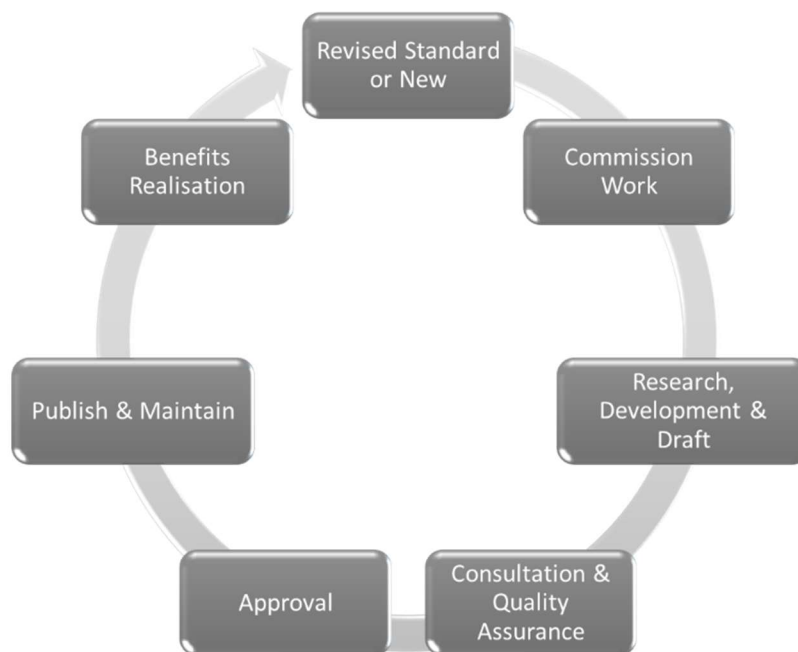 Revised Standard
or New
Commission
Work
Research,
Development &
Draft
Consultation &
Quality
Assurance
Approval
Publish & Maintain
Benefits
Realisation